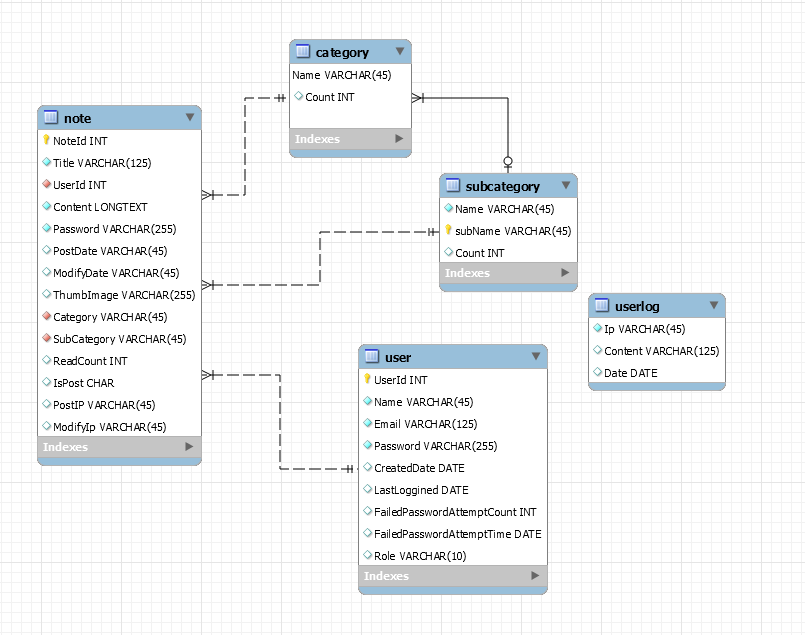 category
Name VARCHAR(45)
Count INT
Indexes
note
NoteId INT
Title VARCHAR(125)
UserId INT
Content LONGTEXT
Password VARCHAR(255)
PostDate VARCHAR(45)
ModifyDate VARCHAR(45)
ThumbImage VARCHAR(255)
Category VARCHAR(45)
SubCategory VARCHAR(45)
ReadCount INT
IsPost CHAR
PostIP VARCHAR(45)
ModifyIp VARCHAR(45)
Indexes
subcategory
Name VARCHAR(45)
subName VARCHAR(45)
Count INT
Indexes
userlog
Ip VARCHAR(45)
Content VARCHAR(125)
Date DATE
user
UserId INT
Name VARCHAR(45)
Email VARCHAR(125)
Password VARCHAR(255)
CreatedDate DATE
LastLoggined DATE
FailedPasswordAttemptCount INT
FailedPasswordAttemptTime DATE
Role VARCHAR(10)
Indexes